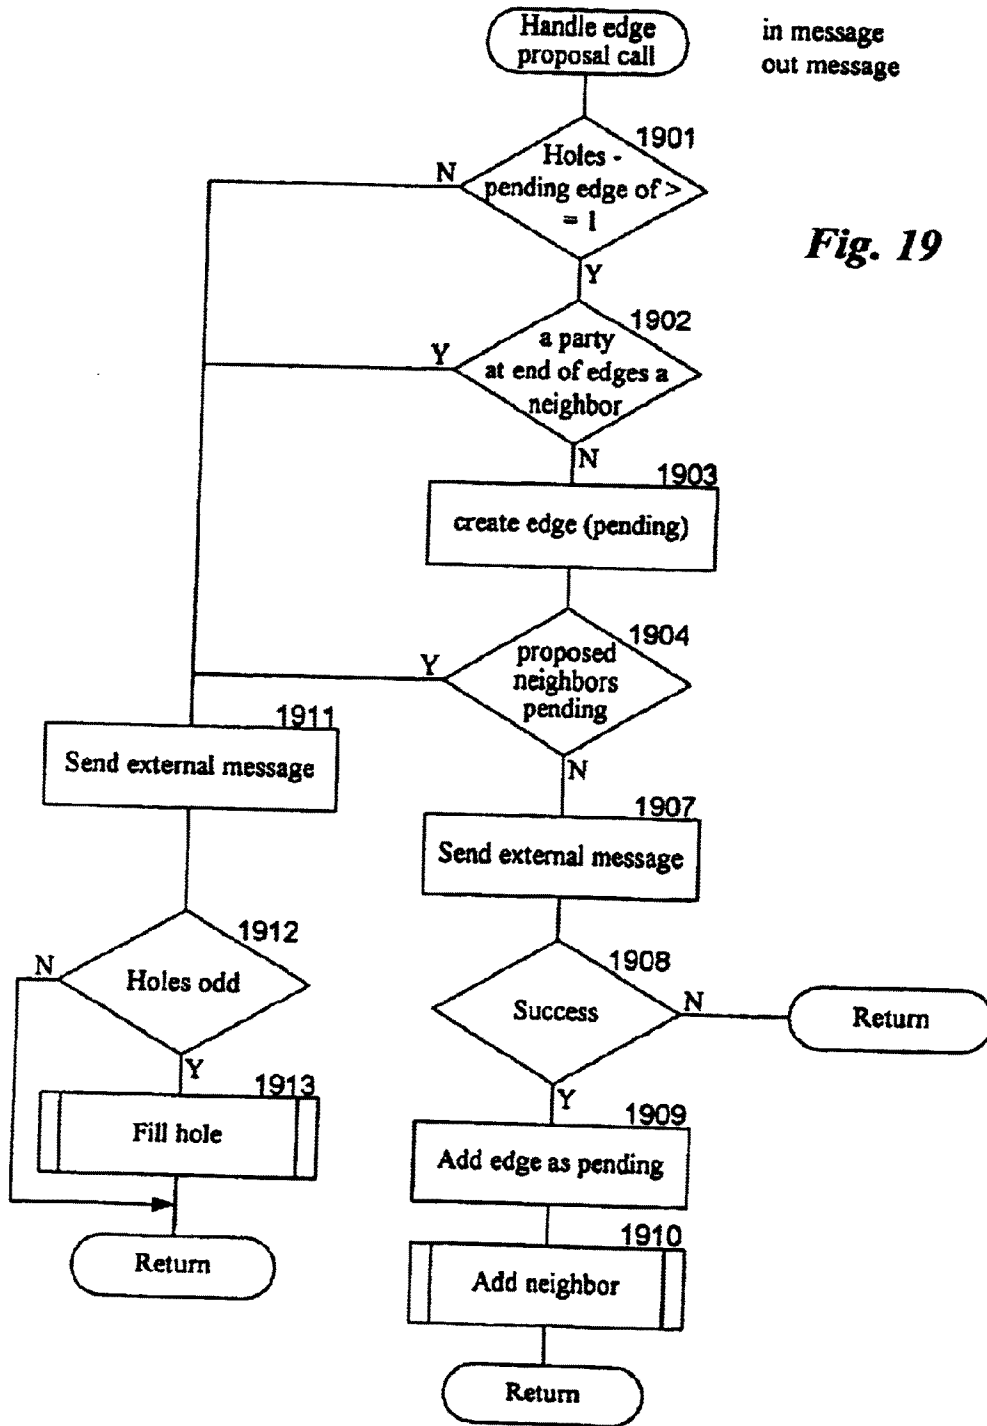 Handle edge
proposal call
in message
out message
1901
Holes -
pending edge of >
= 1
N
Y
Fig. 19
1902
a party
at end of edges a
neighbor
Y
N
1903
create edge (pending)
1904
proposed
neighbors
pending
Y
N
1911
Send external message
1907
Send external message
1912
Holes odd
N
Y
1908
Success
N
Return
Y
1913
Fill hole
1909
Add edge as pending
Return
1910
Add neighbor
Return